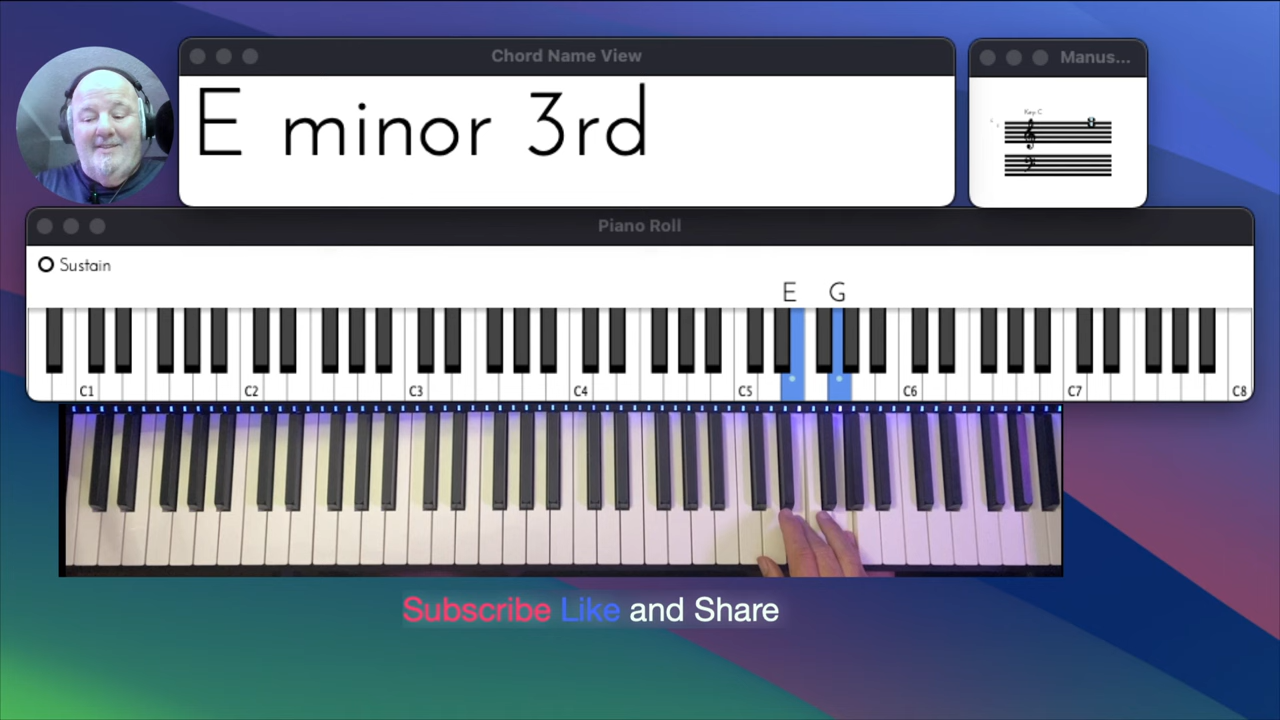 Chord Name View
Manus...
E minor 3rd
Key: C
Piano Roll
Sustain
E G
C1 C2 C3 C4 C5 C6 C7 C8
Subscribe Like and Share